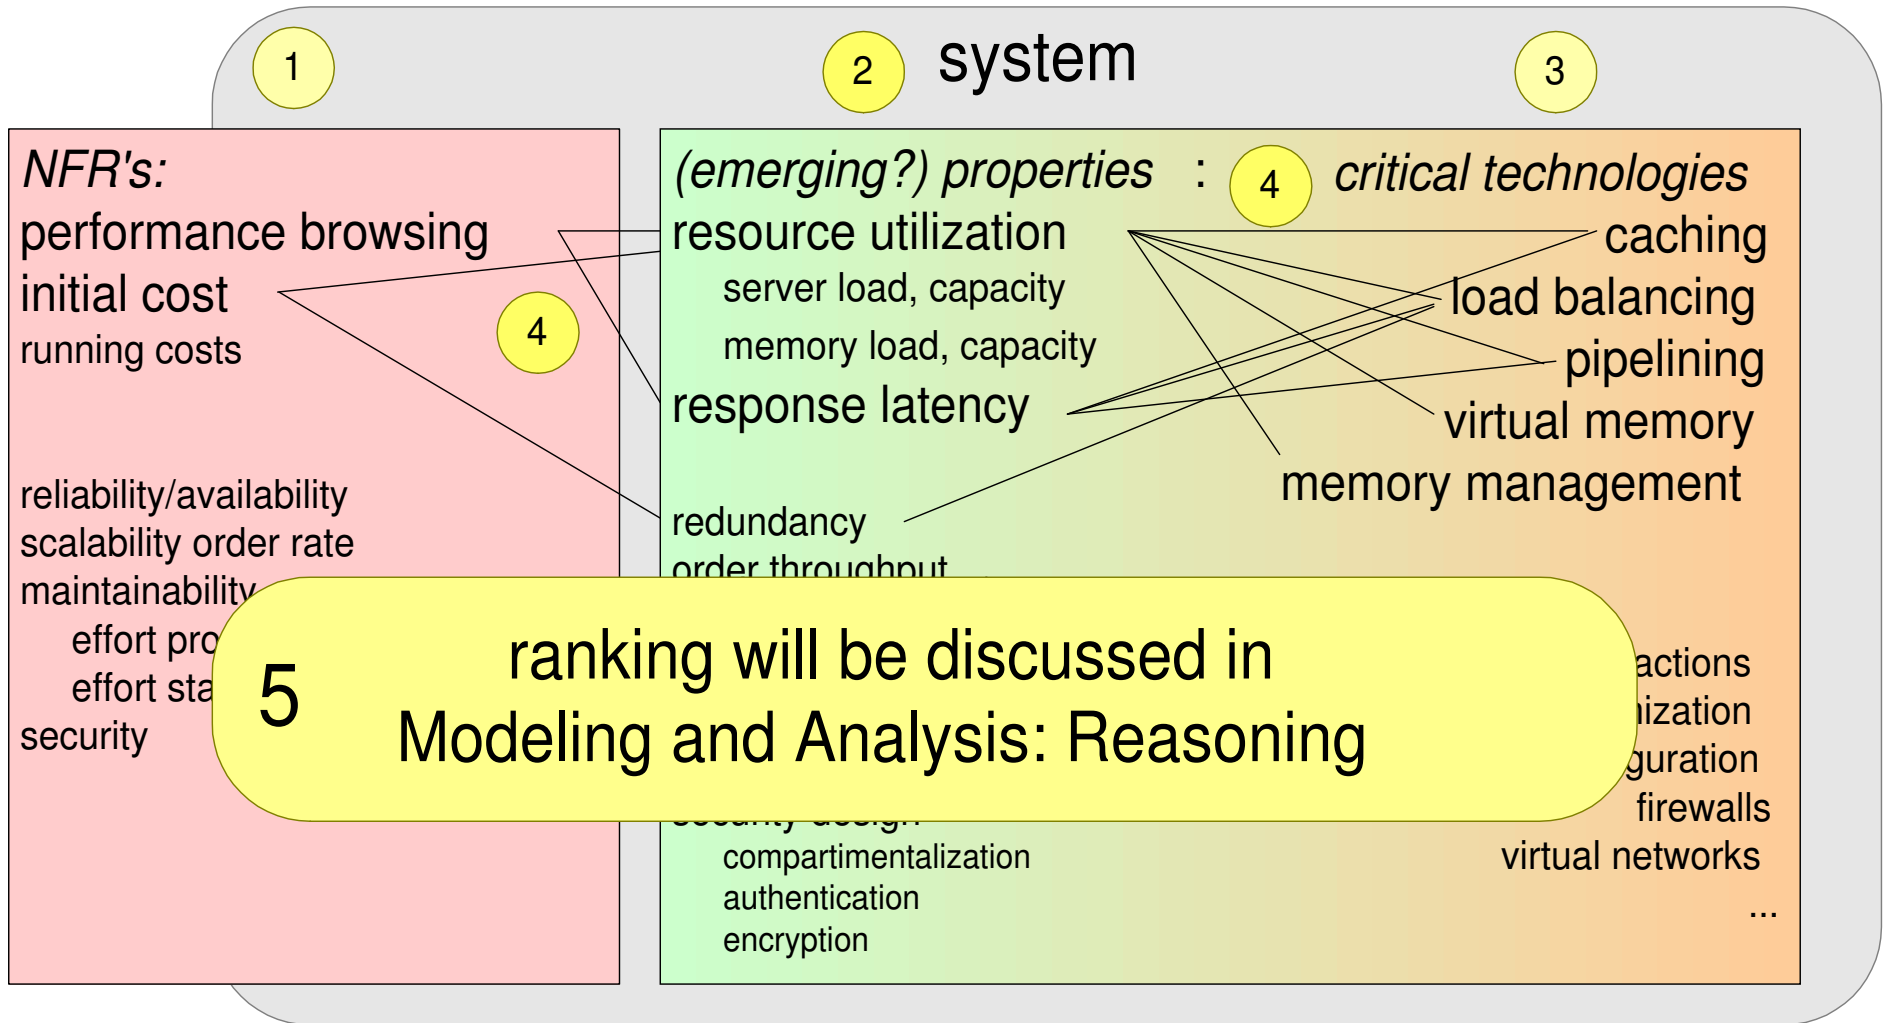 1
2
system
3
NFR's:
performance browsing
initial cost
running costs
4
reliability/availability
scalability order rate
maintainability
effort pro
effort sta
security
(emerging?) properties :
4
critical technologies
resource utilization
server load, capacity
memory load, capacity
response latency
redundancy
order throughput
caching
load balancing
pipelining
virtual memory
memory management
5
ranking will be discussed in
Modeling and Analysis: Reasoning
actions
ization
guration
firewalls
virtual networks
...
security design
compartimentalization
authentication
encryption